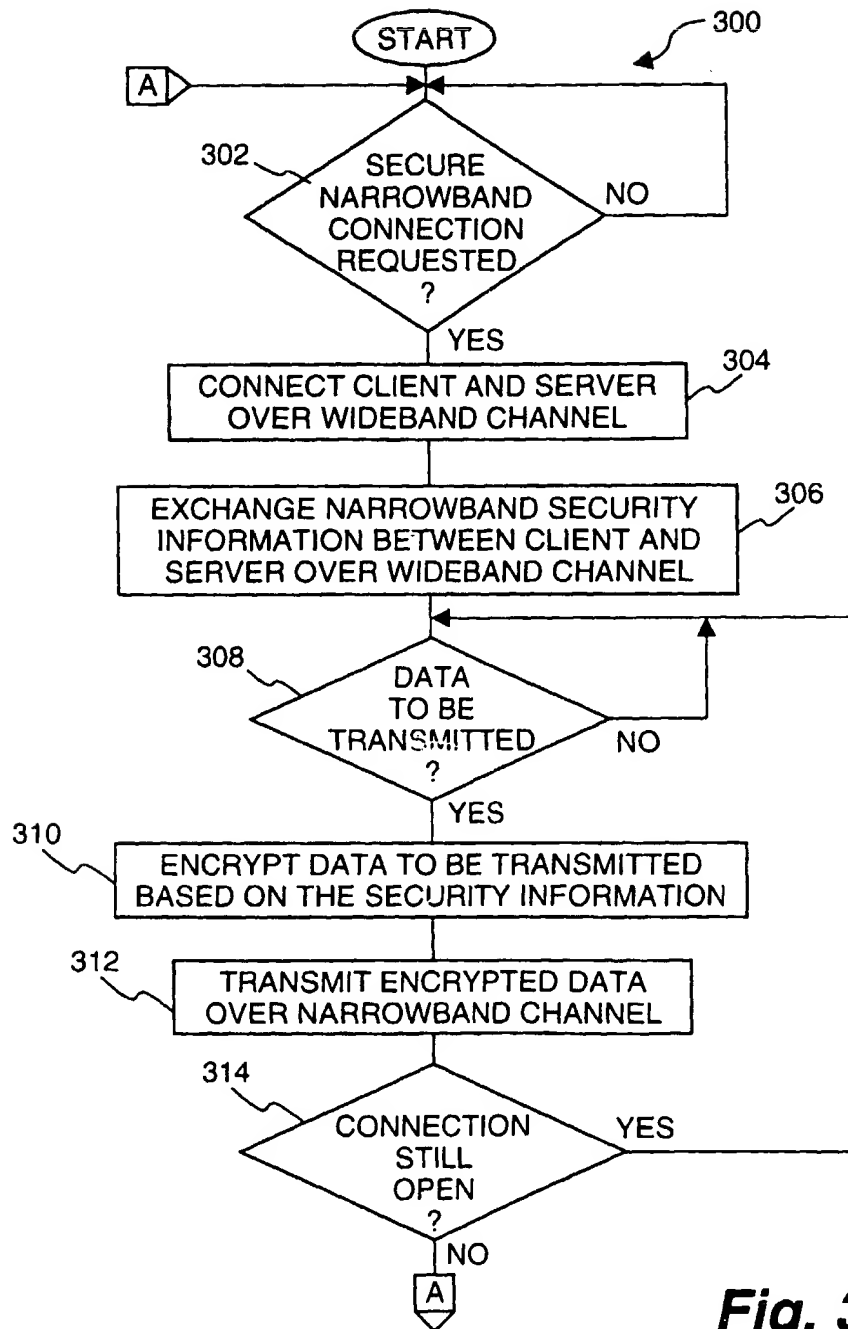 START
300
A
302
SECURE
NARROWBAND
CONNECTION
REQUESTED
?
NO
YES
304
CONNECT CLIENT AND SERVER
OVER WIDEBAND CHANNEL
306
EXCHANGE NARROWBAND SECURITY
INFORMATION BETWEEN CLIENT AND
SERVER OVER WIDEBAND CHANNEL
308
DATA
TO BE
TRANSMITTED
?
NO
YES
310
ENCRYPT DATA TO BE TRANSMITTED
BASED ON THE SECURITY INFORMATION
312
TRANSMIT ENCRYPTED DATA
OVER NARROWBAND CHANNEL
314
CONNECTION
STILL
OPEN
?
YES
NO
A
Fig. 3